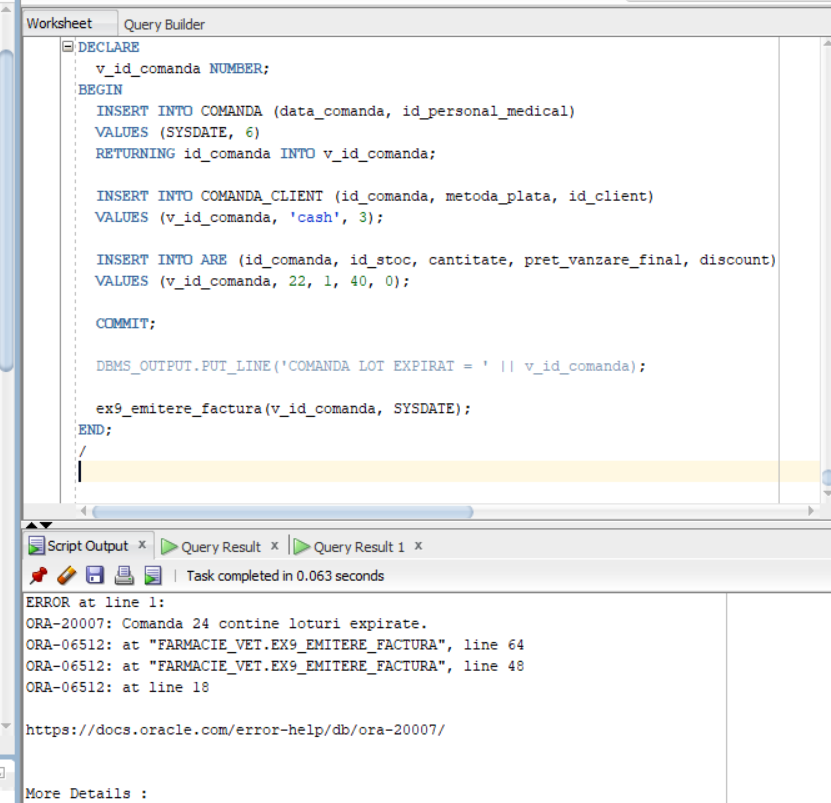 Worksheet Query Builder
DECLARE
v_id_comanda NUMBER;
BEGIN
INSERT INTO COMANDA (data_comanda, id_personal_medical)
VALUES (SYSDATE, 6)
RETURNING id_comanda INTO v_id_comanda;
INSERT INTO COMANDA_CLIENT (id_comanda, metoda_plata, id_client)
VALUES (v_id_comanda, 'cash', 3);
INSERT INTO ARE (id_comanda, id_stoc, cantitate, pret_vanzare_final, discount)
VALUES (v_id_comanda, 22, 1, 40, 0);
COMMIT;
DBMS_OUTPUT.PUT_LINE('COMANDA LOT EXPIRAT = ' || v_id_comanda);
ex9_emitere_factura(v_id_comanda, SYSDATE);
END;
/
Script Output x Query Result x Query Result 1 x
Task completed in 0.063 seconds
ERROR at line 1:
ORA-20007: Comanda 24 contine loturi expirate.
ORA-06512: at "FARMACIE_VET.EX9_EMITERE_FACTURA", line 64
ORA-06512: at "FARMACIE_VET.EX9_EMITERE_FACTURA", line 48
ORA-06512: at line 18
https://docs.oracle.com/error-help/db/ora-20007/
More Details :